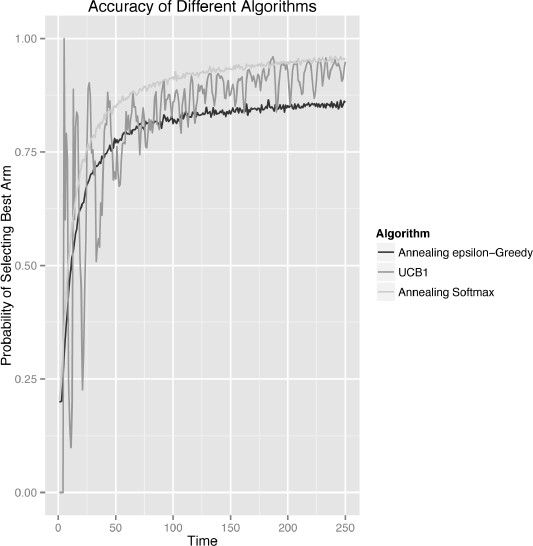 Accuracy of Different Algorithms
1.00
0.75
0.50
0.25
0.00
Probability of Selecting Best Arm
0
50
100
150
200
250
Time
Algorithm
Annealing epsilon-Greedy
UCB1
Annealing Softmax